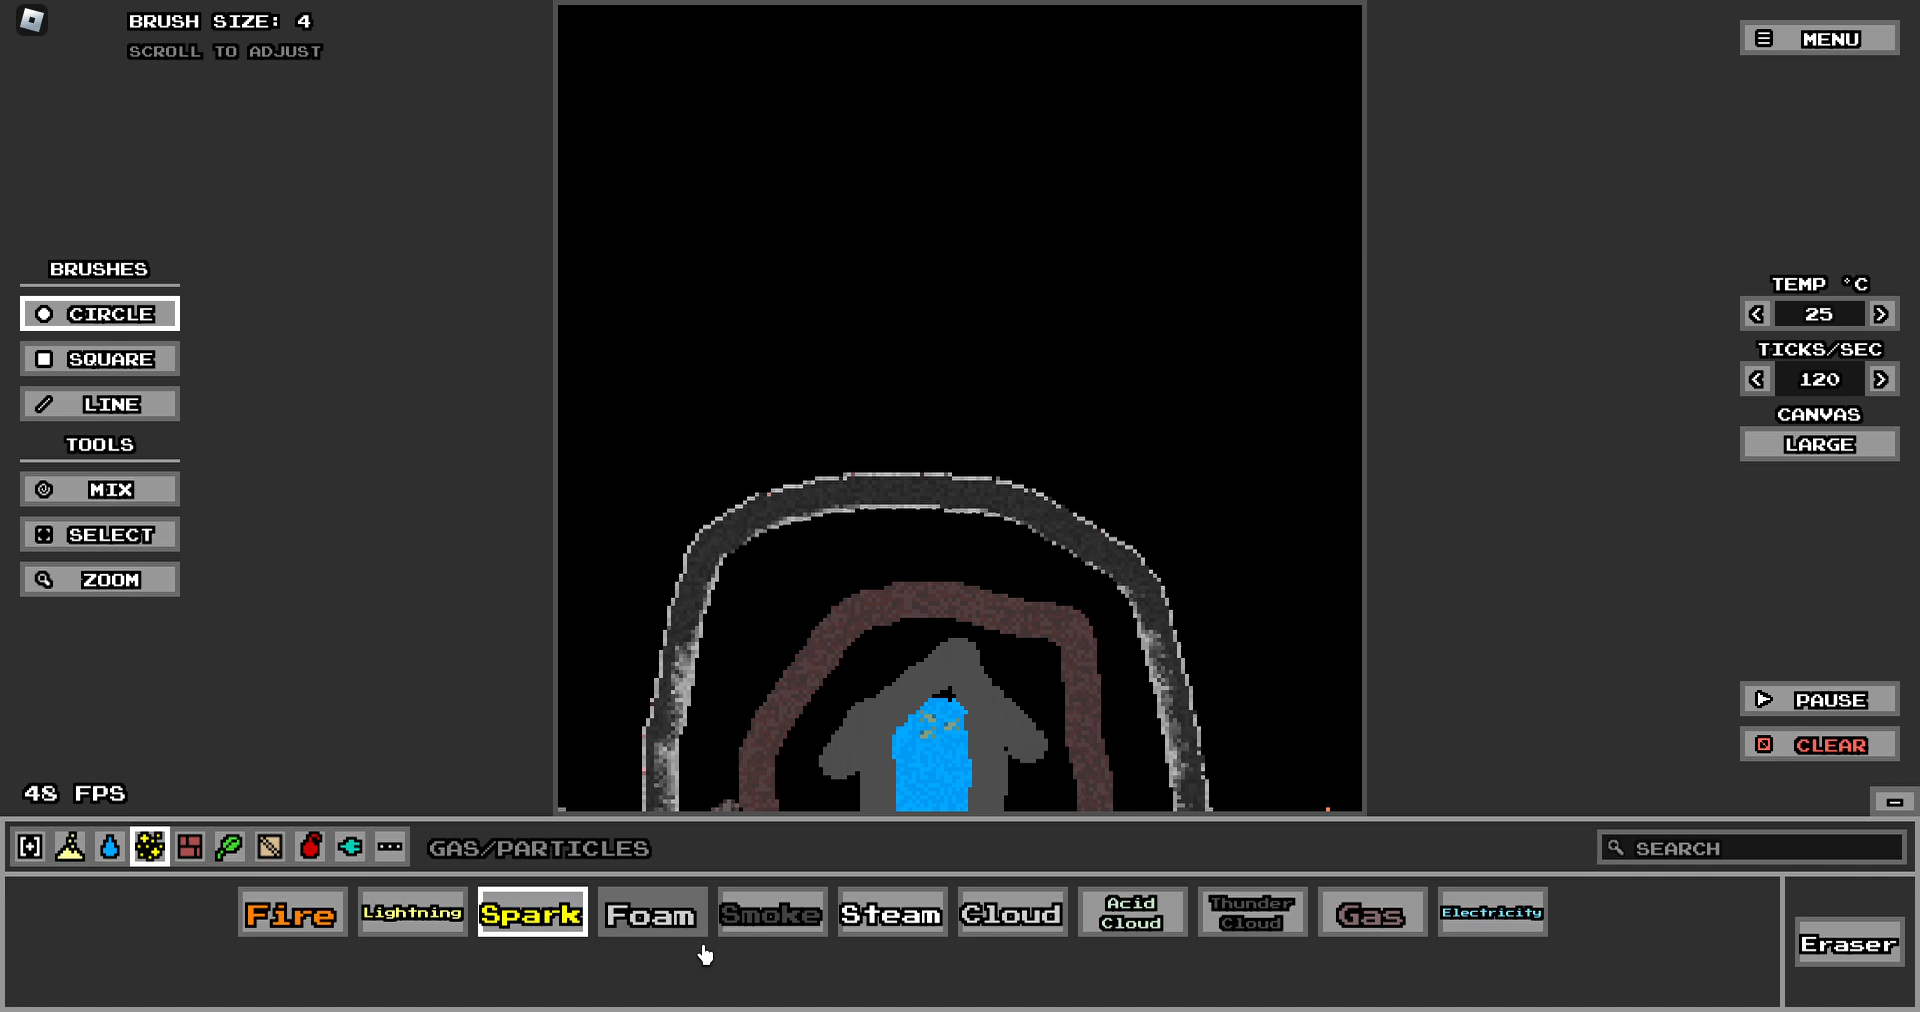 BRUSH SIZE: 4
SCROLL TO ADJUST
MENU
BRUSHES
CIRCLE
SQUARE
LINE
TOOLS
MIX
SELECT
ZOOM
TEMP °C
< 25 >
TICKS/SEC
< 120 >
CANVAS
LARGE
PAUSE
CLEAR
48 FPS
GAS/PARTICLES
SEARCH
Fire
Lightning
Spark
Foam
Smoke
Steam
Cloud
Acid
Cloud
Thunder
Cloud
Gas
Electricity
Eraser